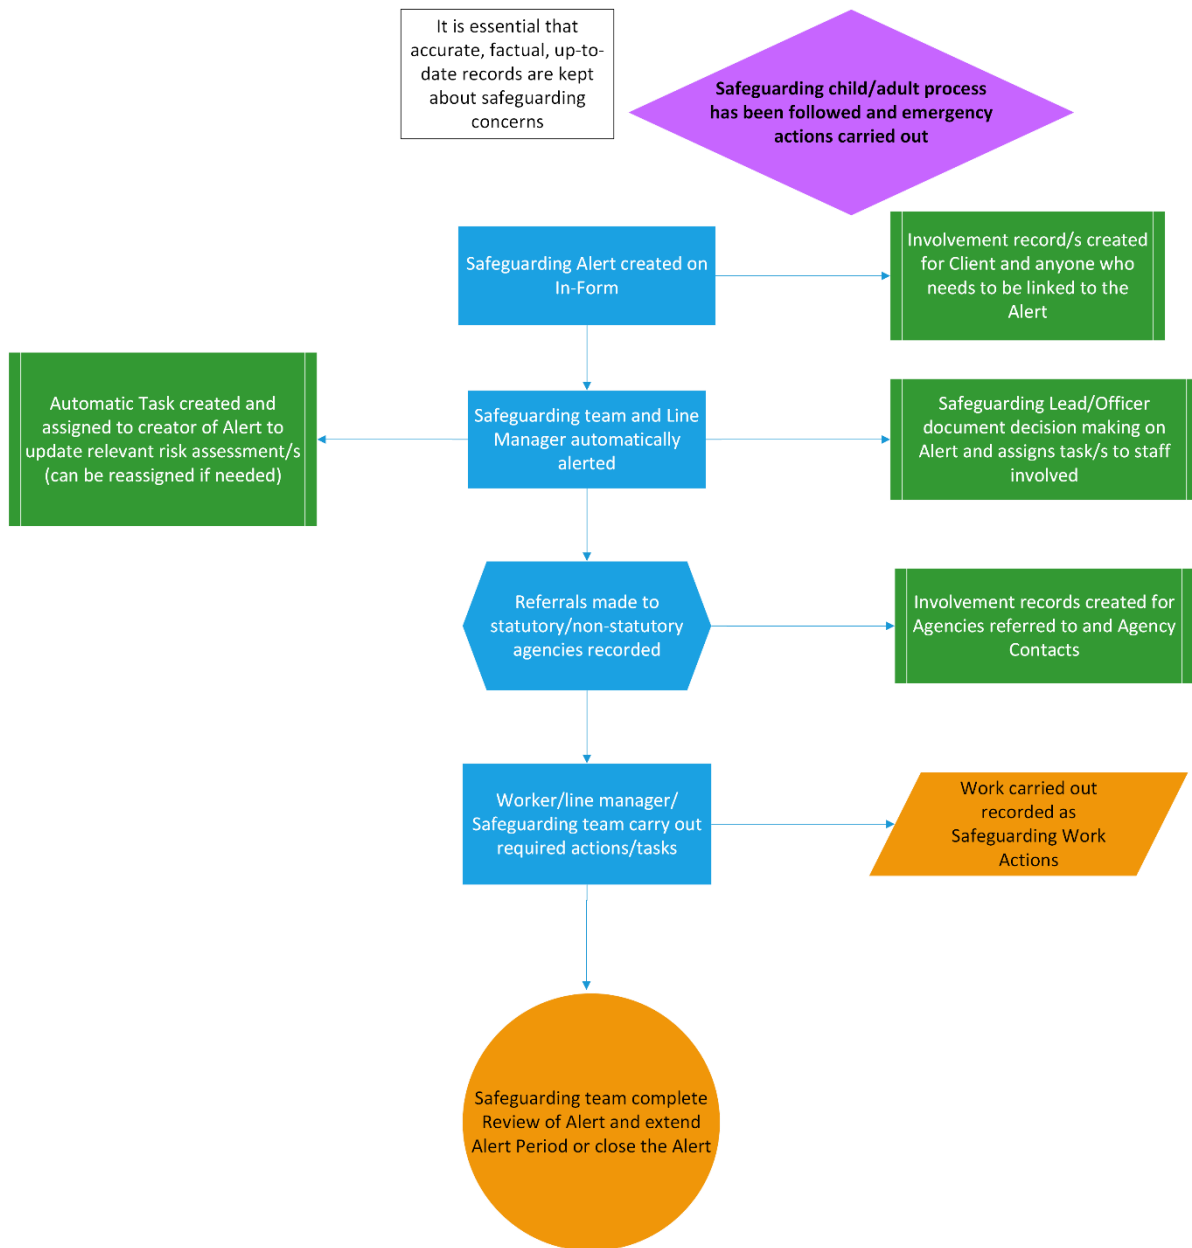 It is essential that
accurate, factual, up-to-
date records are kept
about safeguarding
concerns
Safeguarding child/adult process
has been followed and emergency
actions carried out
Safeguarding Alert created on
In-Form
Involvement record/s created
for Client and anyone who
needs to be linked to the
Alert
Automatic Task created and
assigned to creator of Alert to
update relevant risk assessment/s
(can be reassigned if needed)
Safeguarding team and Line
Manager automatically
alerted
Safeguarding Lead/Officer
document decision making on
Alert and assigns task/s to staff
involved
Referrals made to
statutory/non-statutory
agencies recorded
Involvement records created for
Agencies referred to and Agency
Contacts
Worker/line manager/
Safeguarding team carry out
required actions/tasks
Work carried out
recorded as
Safeguarding Work
Actions
Safeguarding team complete
Review of Alert and extend
Alert Period or close the Alert